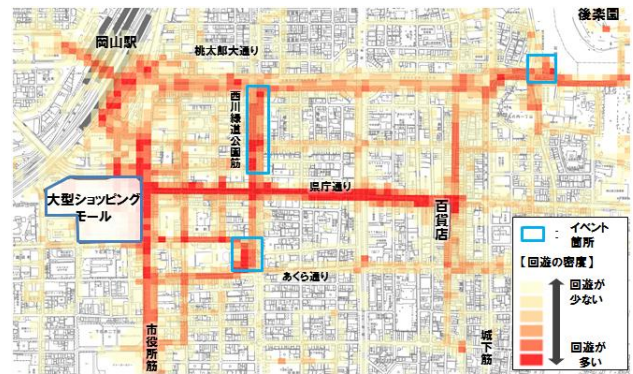 後楽園
岡山駅
桃太郎大通り
西川緑道公園筋
県庁通り
大型ショッピング
モール
百貨店
あくら通り
市役所筋
城下筋
： イベント
箇所
【回遊の密度】
回遊が
少ない
回遊が
多い